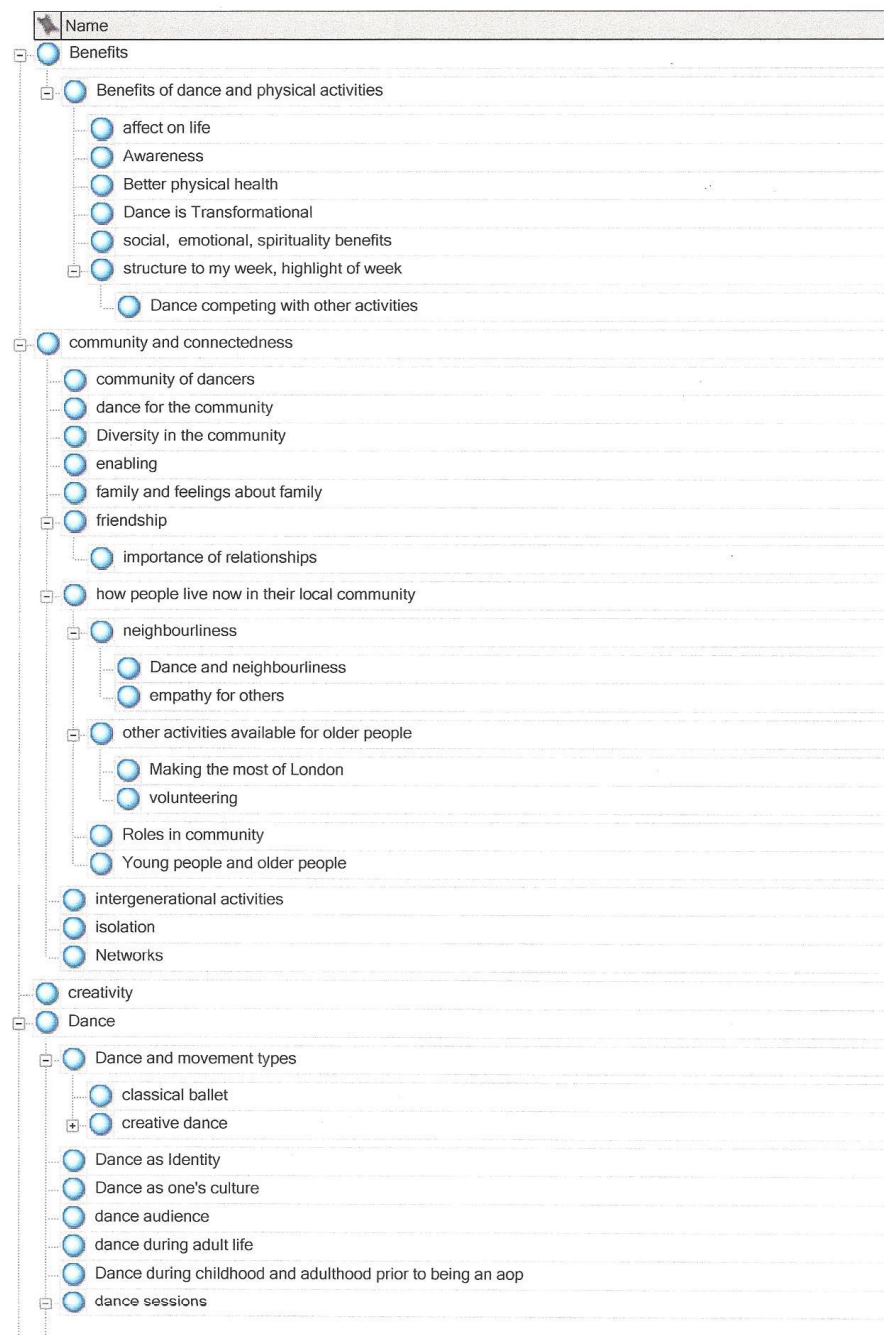 Name
Benefits
Benefits of dance and physical activities
affect on life
Awareness
Better physical health
Dance is Transformational
social, emotional, spirituality benefits
structure to my week, highlight of week
Dance competing with other activities
community and connectedness
community of dancers
dance for the community
Diversity in the community
enabling
family and feelings about family
friendship
importance of relationships
how people live now in their local community
neighbourliness
Dance and neighbourliness
empathy for others
other activities available for older people
Making the most of London
volunteering
Roles in community
Young people and older people
intergenerational activities
isolation
Networks
creativity
Dance
Dance and movement types
classical ballet
creative dance
Dance as Identity
Dance as one's culture
dance audience
dance during adult life
Dance during childhood and adulthood prior to being an aop
dance sessions